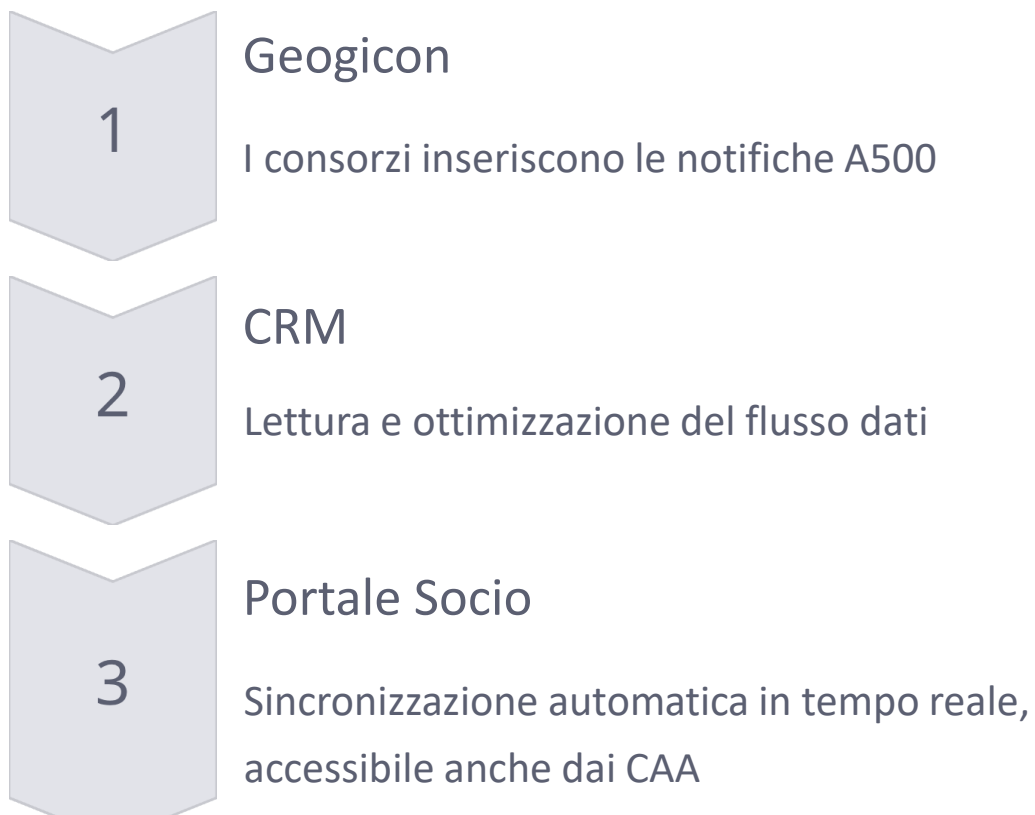 1
Geogicon
I consorzi inseriscono le notifiche A500
2
CRM
Lettura e ottimizzazione del flusso dati
3
Portale Socio
Sincronizzazione automatica in tempo reale,
accessibile anche dai CAA